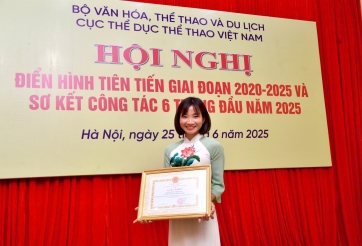 BỘ VĂN HÓA, THỂ THAO VÀ DU LỊCH
CỤC THỂ DỤC THỂ THAO VIỆT NAM
HỘI NGHỊ
ĐIỂN HÌNH TIÊN TIẾN GIAI ĐOẠN 2020-2025 VÀ
SƠ KẾT CÔNG TÁC 6 ĐẦU NĂM 2025
Hà Nội, ngày 25 6 năm 2025